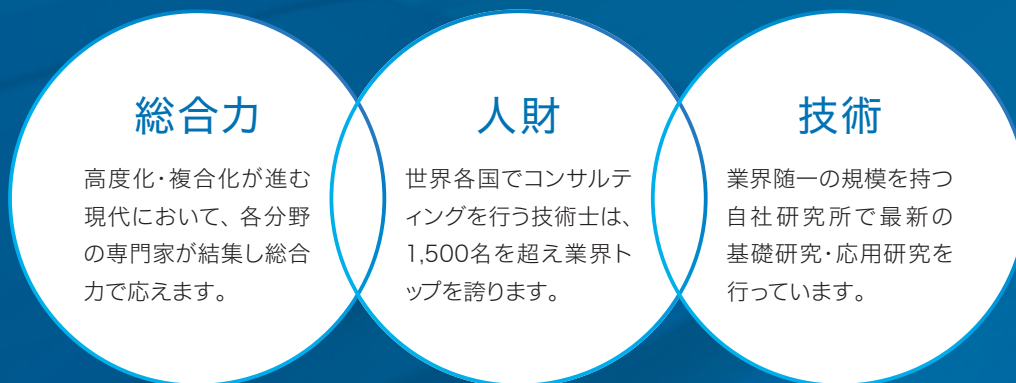 総合力
高度化・複合化が進む
現代において、各分野
の専門家が結集し総合
力で応えます。
人財
世界各国でコンサルテ
ィングを行う技術士は、
1,500名を超え業界ト
ップを誇ります。
技術
業界随一の規模を持つ
自社研究所で最新の
基礎研究・応用研究を
行っています。